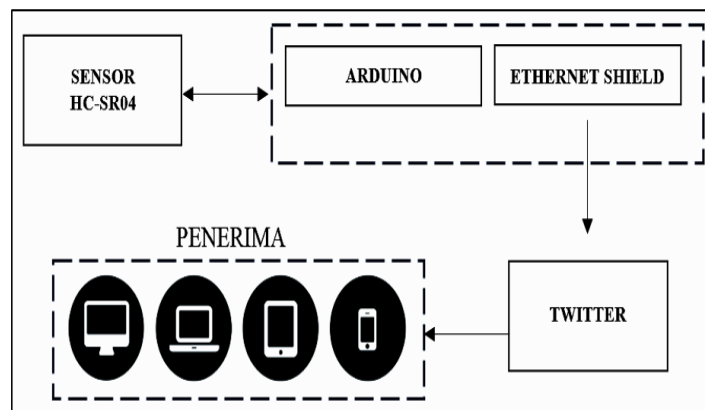 SENSOR
HC-SR04
ARDUINO
ETHERNET SHIELD
PENERIMA
TWITTER